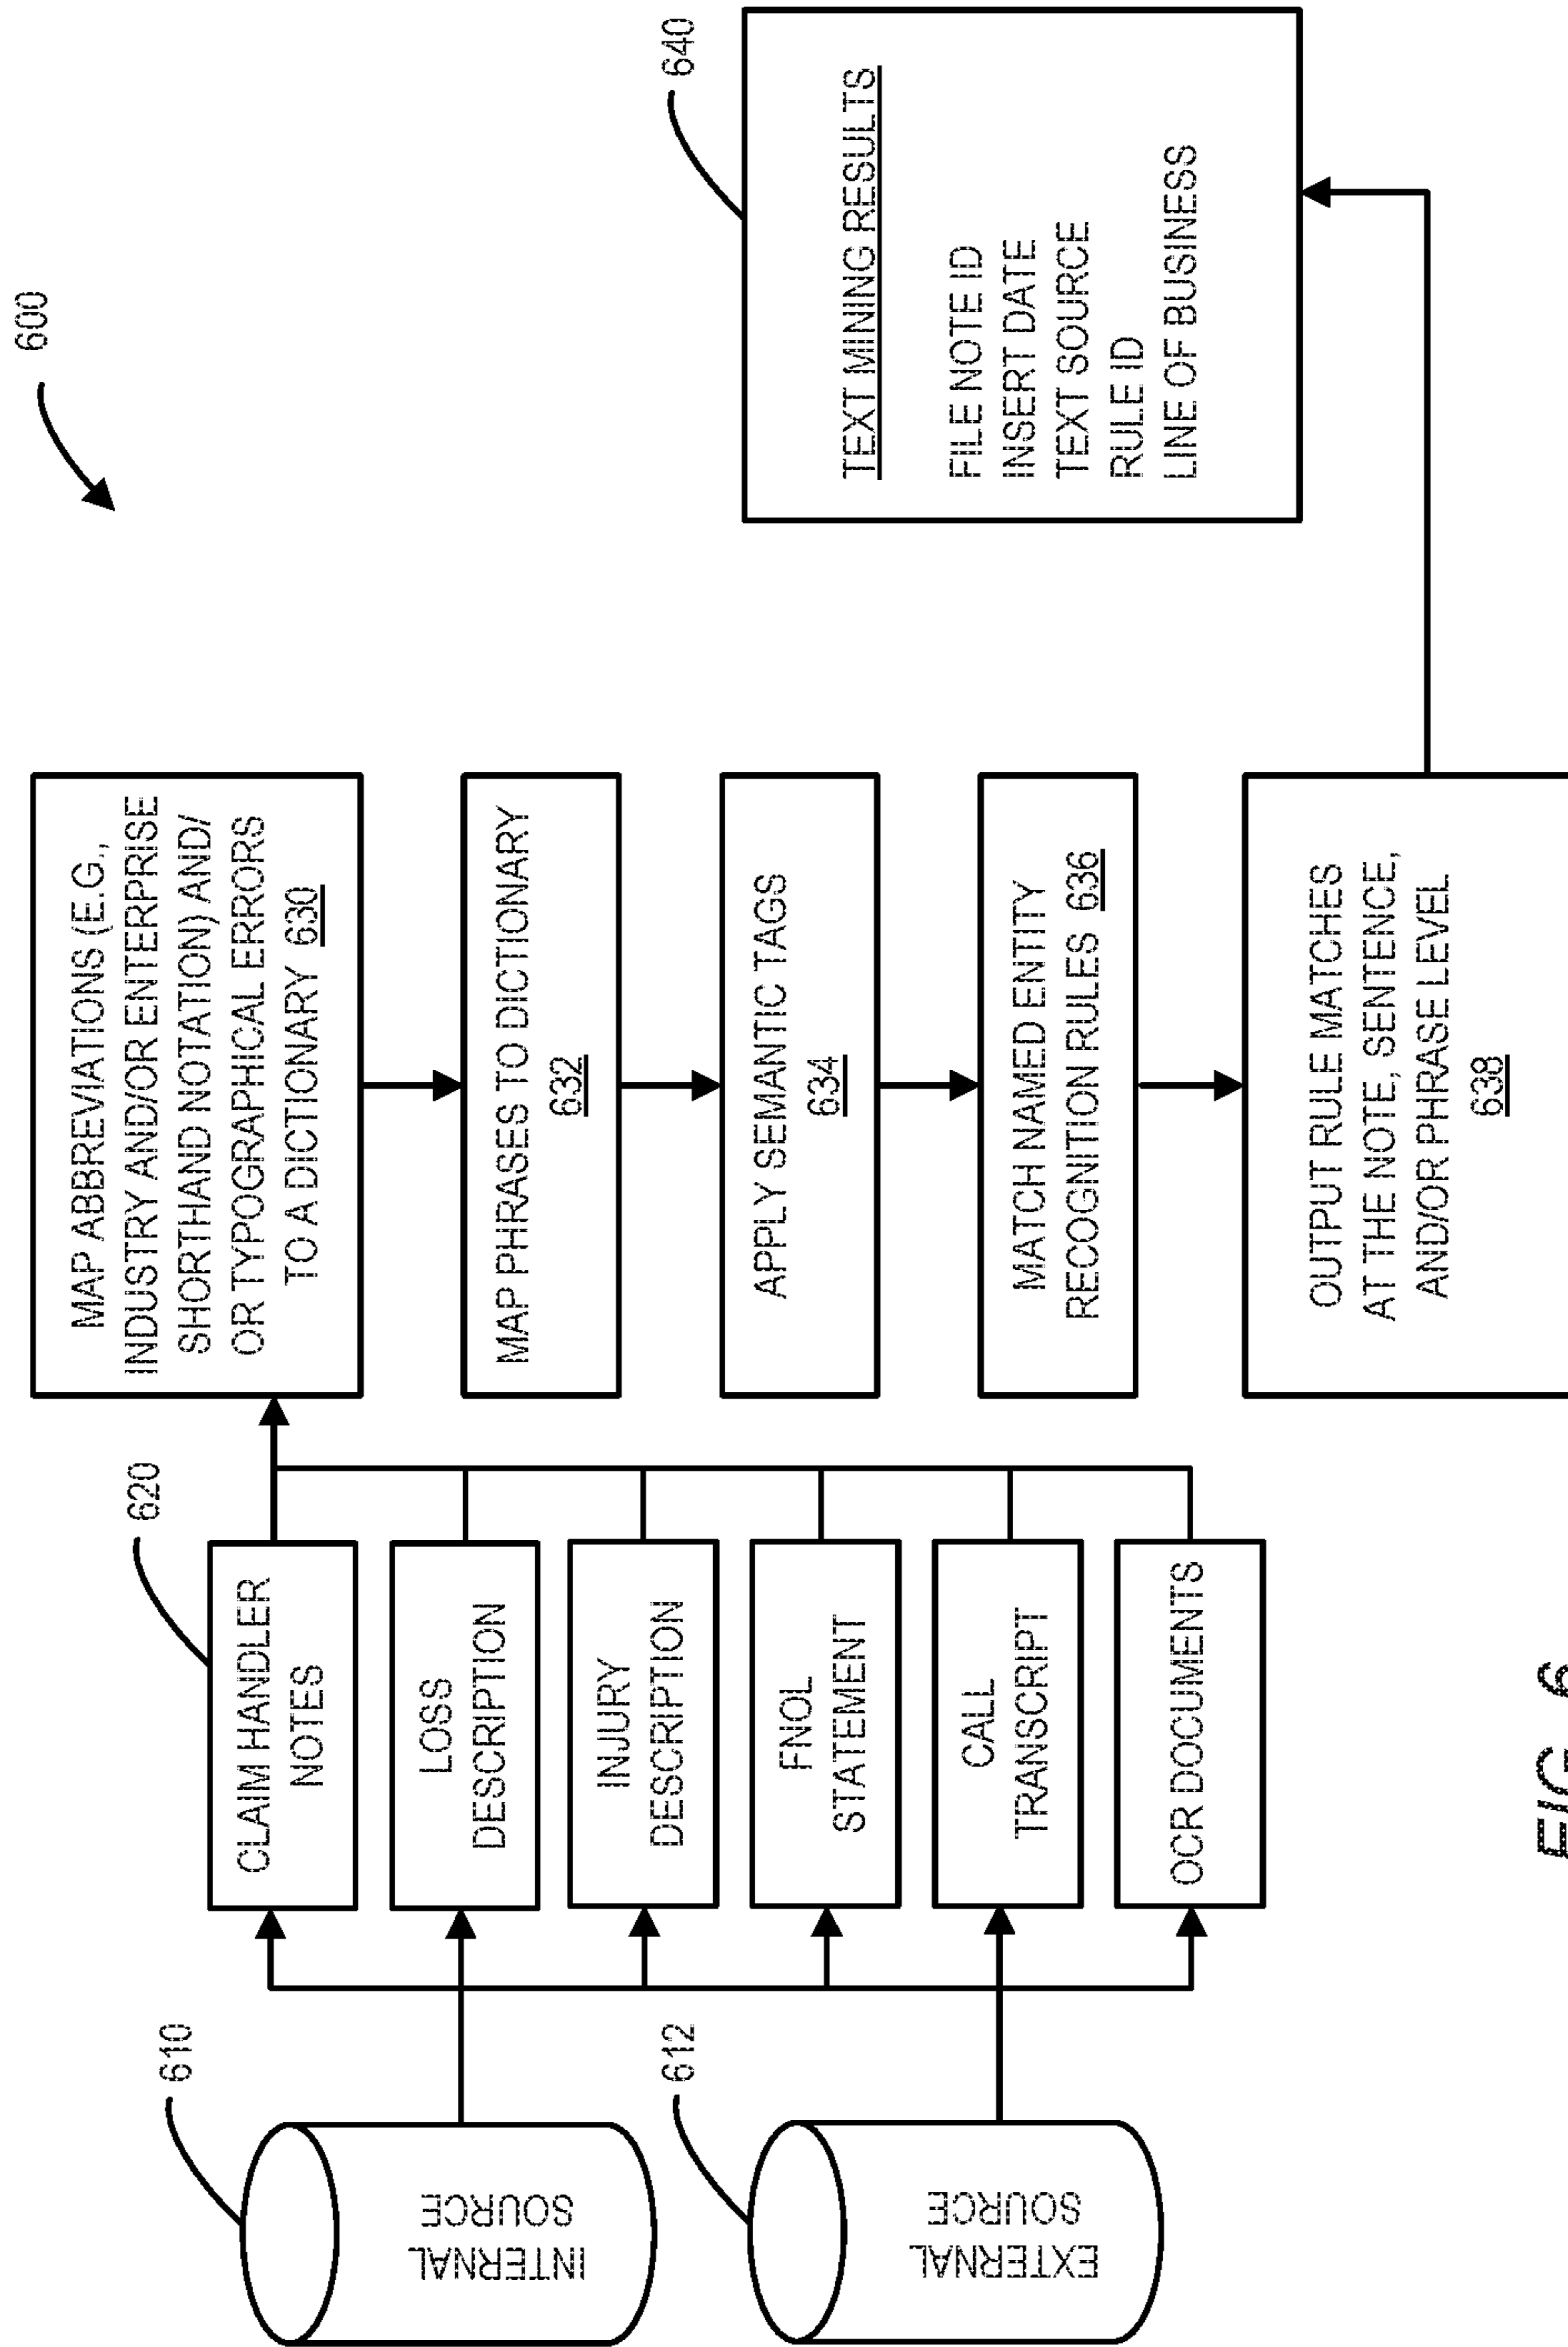 600
610
INTERNAL
SOURCE
612
EXTERNAL
SOURCE
620
CLAIM HANDLER
NOTES
LOSS
DESCRIPTION
INJURY
DESCRIPTION
FNOL
STATEMENT
CALL
TRANSCRIPT
OCR DOCUMENTS
MAP ABBREVIATIONS (E.G.,
INDUSTRY AND/OR ENTERPRISE
SHORTHAND NOTATION) AND/
OR TYPOGRAPHICAL ERRORS
TO A DICTIONARY 630
MAP PHRASES TO DICTIONARY
632
APPLY SEMANTIC TAGS
634
MATCH NAMED ENTITY
RECOGNITION RULES 636
OUTPUT RULE MATCHES
AT THE NOTE, SENTENCE,
AND/OR PHRASE LEVEL
638
640
TEXT MINING RESULTS
FILE NOTE ID
INSERT DATE
TEXT SOURCE
RULE ID
LINE OF BUSINESS
FIG. 6